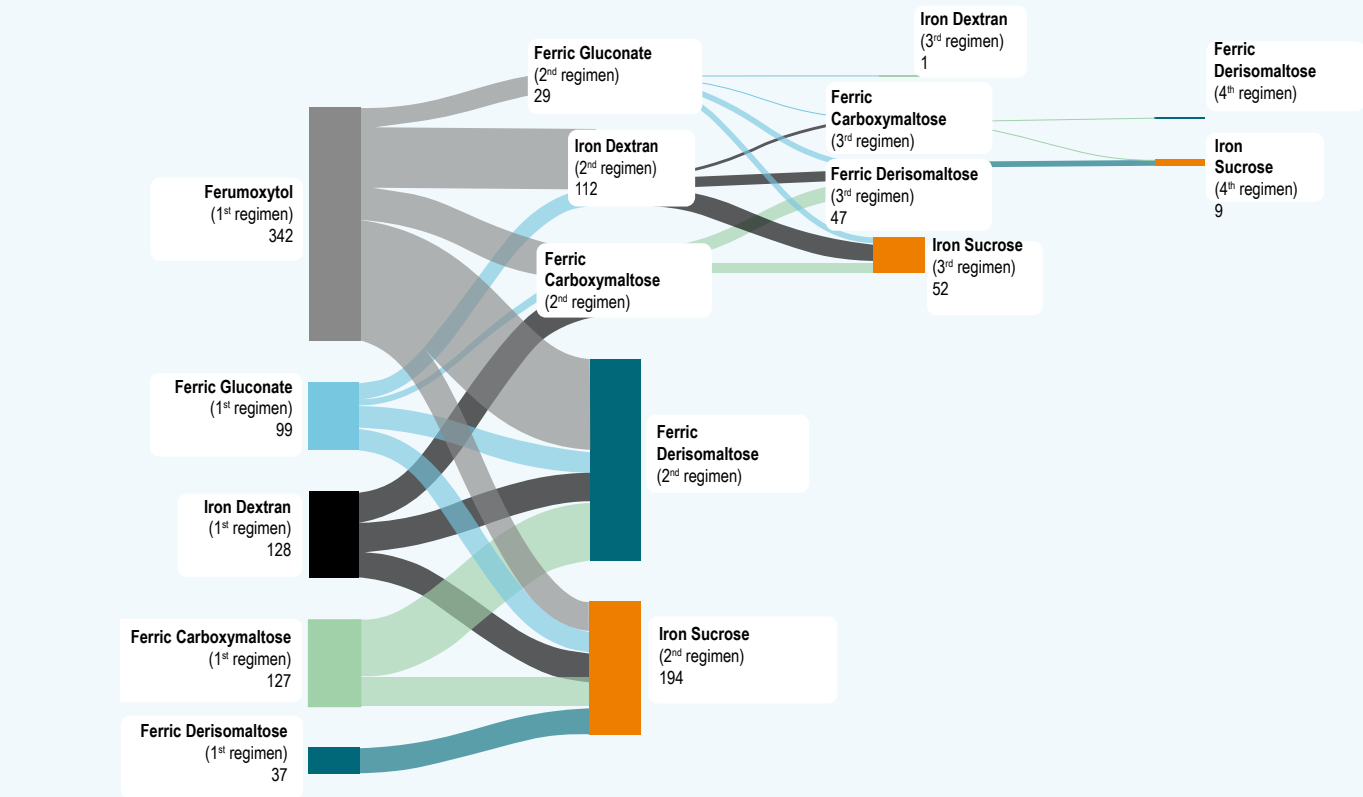 Ferumoxytol
(1st regimen)
342
Ferric Gluconate
(1st regimen)
99
Iron Dextran
(1st regimen)
128
Ferric Carboxymaltose
(1st regimen)
127
Ferric Derisomaltose
(1st regimen)
37
Ferric Gluconate
(2nd regimen)
29
Iron Dextran
(2nd regimen)
112
Ferric
Carboxymaltose
(2nd regimen)
Ferric
Derisomaltose
(2nd regimen)
Iron Sucrose
(2nd regimen)
194
Iron Dextran
(3rd regimen)
1
Ferric
Carboxymaltose
(3rd regimen)
Ferric Derisomaltose
(3rd regimen)
47
Iron Sucrose
(3rd regimen)
52
Ferric
Derisomaltose
(4th regimen)
Iron
Sucrose
(4th regimen)
9